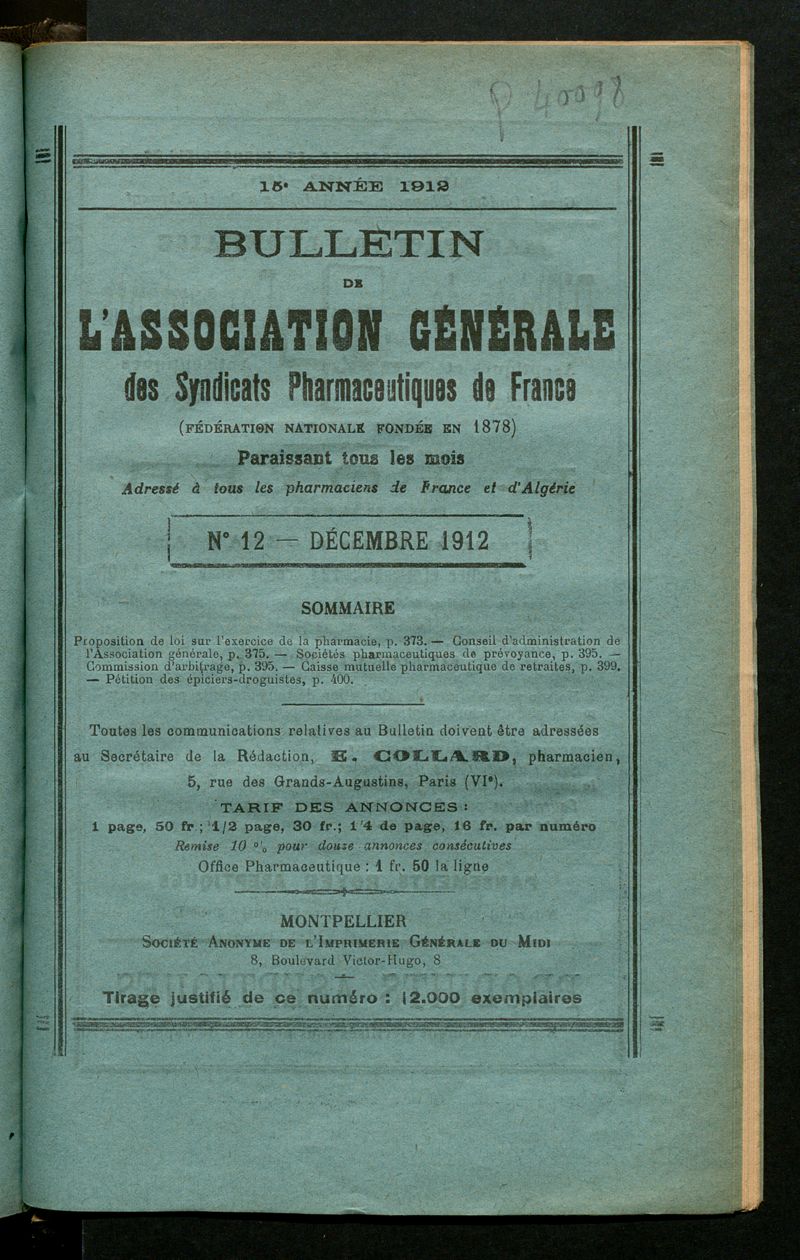 P 40098
15e ANNÉE 1912
BULLETIN
DE
L'ASSOCIATION GÉNÉRALE
des Syndicats Pharmaceutiques de France
(FÉDÉRATION NATIONALE FONDÉE EN 1878)
Paraissant tous les mois
Adressé à tous les pharmaciens de France et d'Algérie
N° 12 — DÉCEMBRE 1912
SOMMAIRE
Proposition de loi sur l'exercice de la pharmacie, p. 373. — Conseil d'administration de
l'Association générale, p. 375. — Sociétés pharmaceutiques de prévoyance, p. 395. —
Commission d'arbitrage, p. 395. — Caisse mutuelle pharmaceutique de retraites, p. 399.
— Pétition des épiciers-droguistes, p. 400.
Toutes les communications relatives au Bulletin doivent être adressées
au Secrétaire de la Rédaction, E. COLLARD, pharmacien,
5, rue des Grands-Augustins, Paris (VIe).
TARIF DES ANNONCES :
1 page, 50 fr ; 1/2 page, 30 fr.; 1/4 de page, 16 fr. par numéro
Remise 10 % pour douze annonces consécutives
Office Pharmaceutique : 1 fr. 50 la ligne
MONTPELLIER
SOCIÉTÉ ANONYME DE L'IMPRIMERIE GÉNÉRALE DU MIDI
8, Boulevard Victor-Hugo, 8
Tirage justifié de ce numéro : 12.000 exemplaires